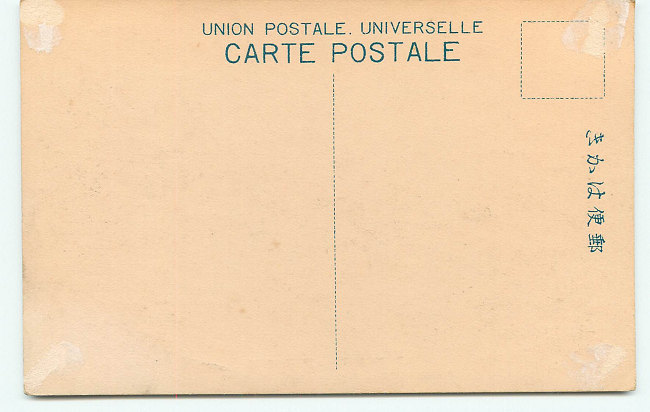 UNION POSTALE. UNIVERSELLE
CARTE POSTALE
郵便はかき